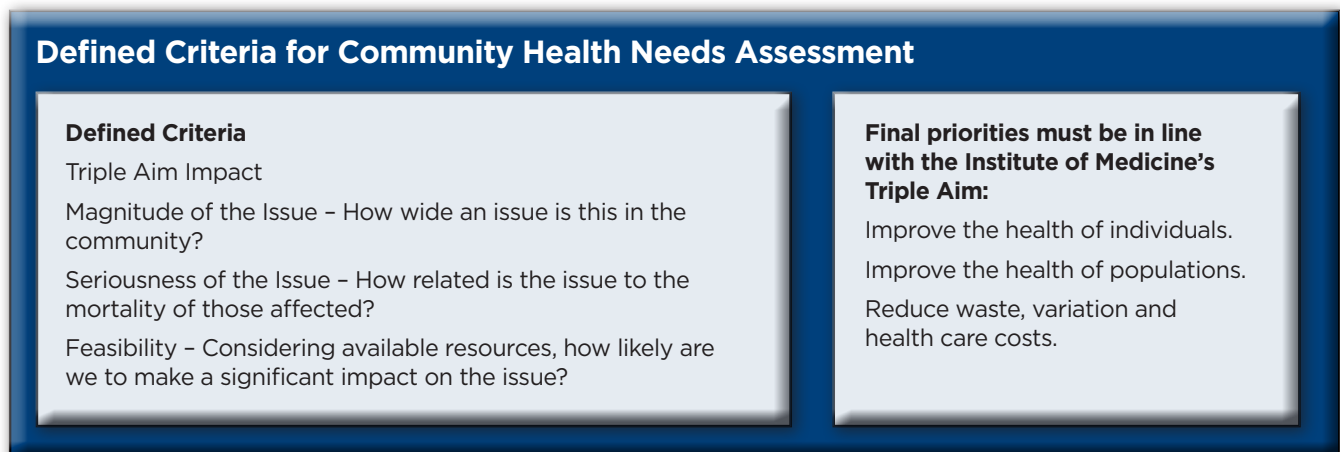 Defined Criteria for Community Health Needs Assessment
Defined Criteria
Triple Aim Impact
Magnitude of the Issue – How wide an issue is this in the
community?
Seriousness of the Issue – How related is the issue to the
mortality of those affected?
Feasibility – Considering available resources, how likely are
we to make a significant impact on the issue?
Final priorities must be in line
with the Institute of Medicine's
Triple Aim:
Improve the health of individuals.
Improve the health of populations.
Reduce waste, variation and
health care costs.